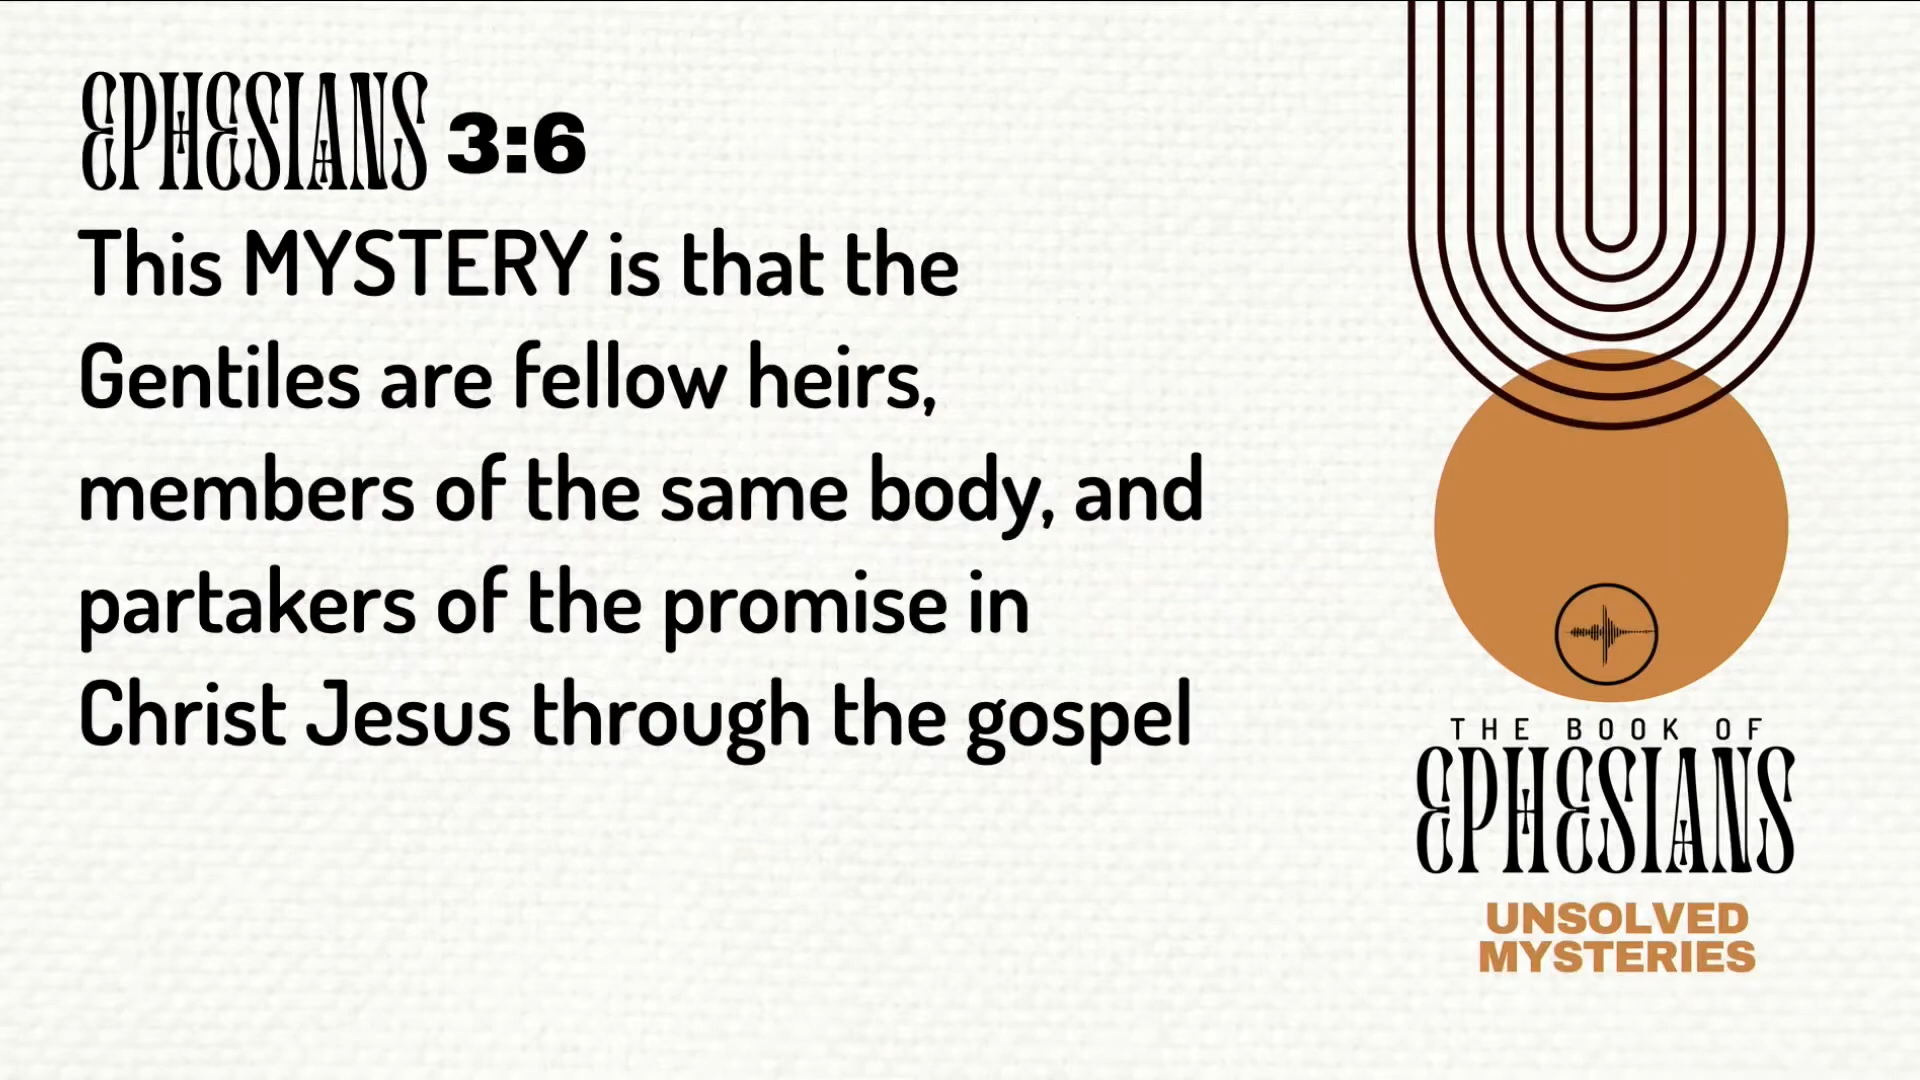 EPHESIANS 3:6
This MYSTERY is that the
Gentiles are fellow heirs,
members of the same body, and
partakers of the promise in
Christ Jesus through the gospel
THE BOOK OF
EPHESIANS
UNSOLVED
MYSTERIES